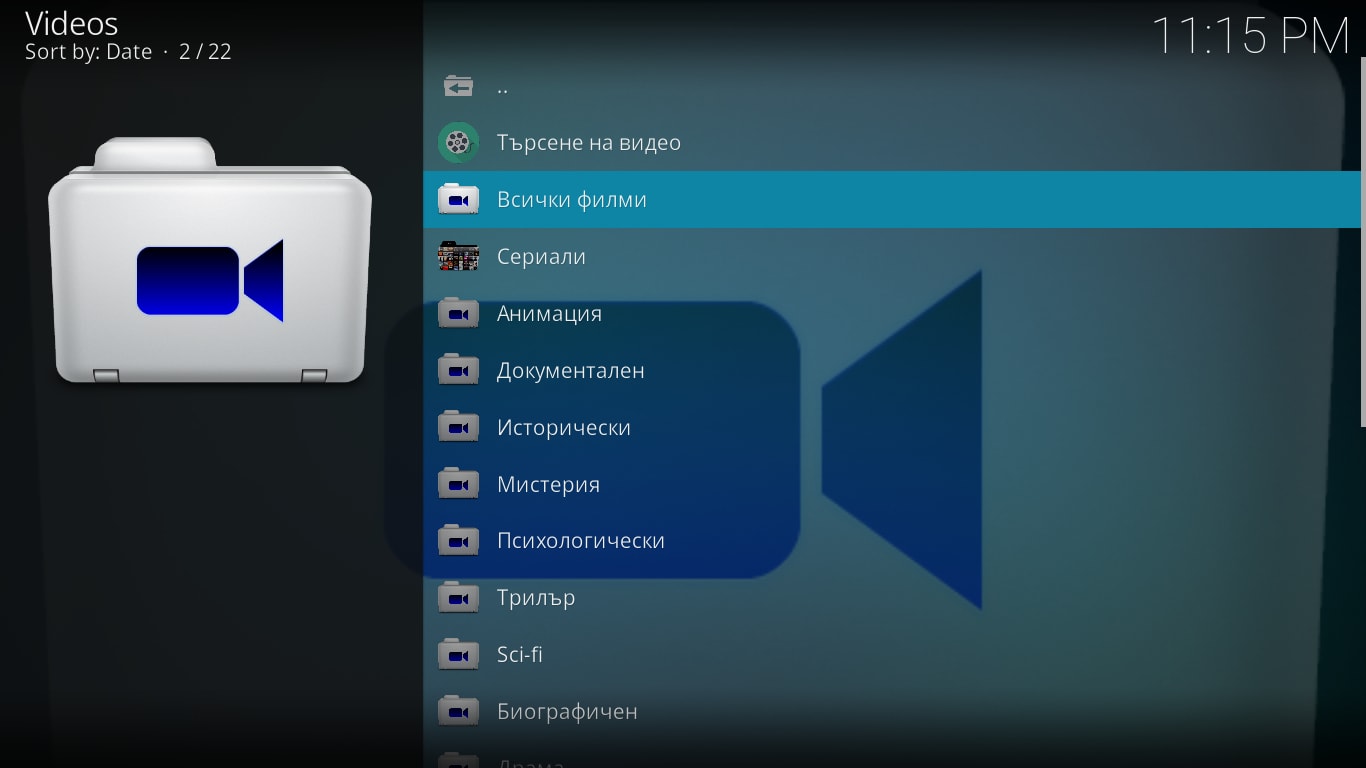 Videos
Sort by: Date · 2 / 22
11:15 PM
..
Търсене на видео
Всички филми
Сериали
Анимация
Документален
Исторически
Мистерия
Психологически
Трилър
Sci-fi
Биографичен
Драма